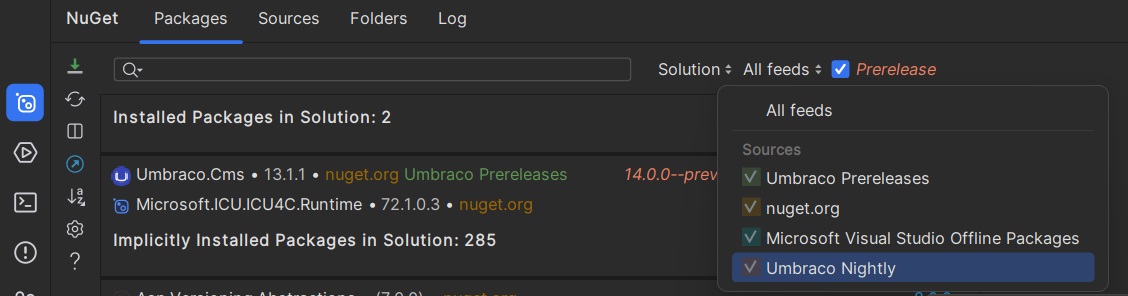 NuGet Packages Sources Folders Log
Solution All feeds Prerelease
All feeds
Installed Packages in Solution: 2
Sources
Umbraco.Cms • 13.1.1 • nuget.org Umbraco Prereleases 14.0.0--prev
Umbraco Prereleases
Microsoft.ICU.ICU4C.Runtime • 72.1.0.3 • nuget.org
nuget.org
Implicitly Installed Packages in Solution: 285
Microsoft Visual Studio Offline Packages
Umbraco Nightly